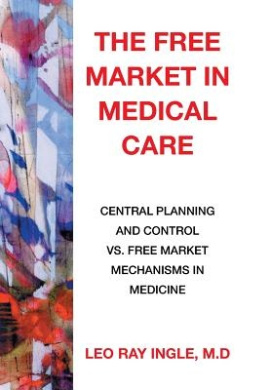 THE FREE
MARKET IN
MEDICAL
CARE
CENTRAL PLANNING
AND CONTROL
VS. FREE MARKET
MECHANISMS IN
MEDICINE
LEO RAY INGLE, M.D